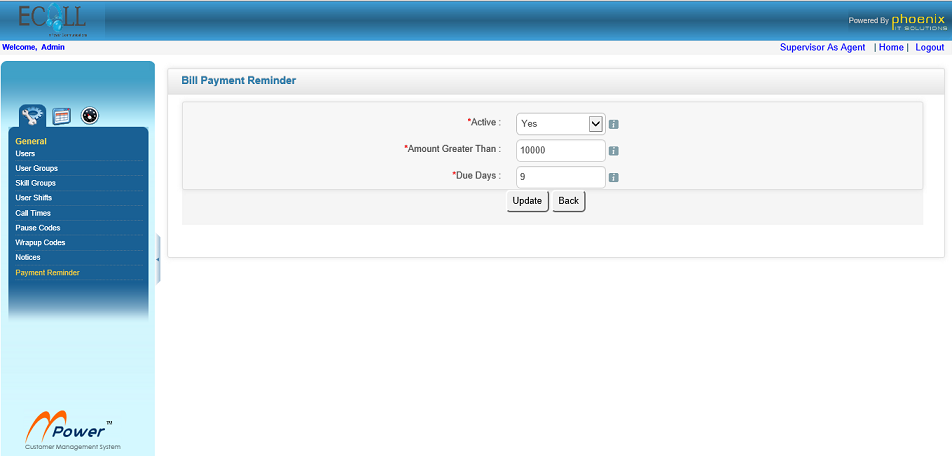 ECOLL
Powered By phoenix
IT SOLUTIONS
Welcome, Admin
Supervisor As Agent | Home | Logout
Bill Payment Reminder
*Active : Yes
*Amount Greater Than : 10000
*Due Days : 9
Update Back
General
Users
User Groups
Skill Groups
User Shifts
Call Times
Pause Codes
Wrapup Codes
Notices
Payment Reminder
mPower™
Customer Management System